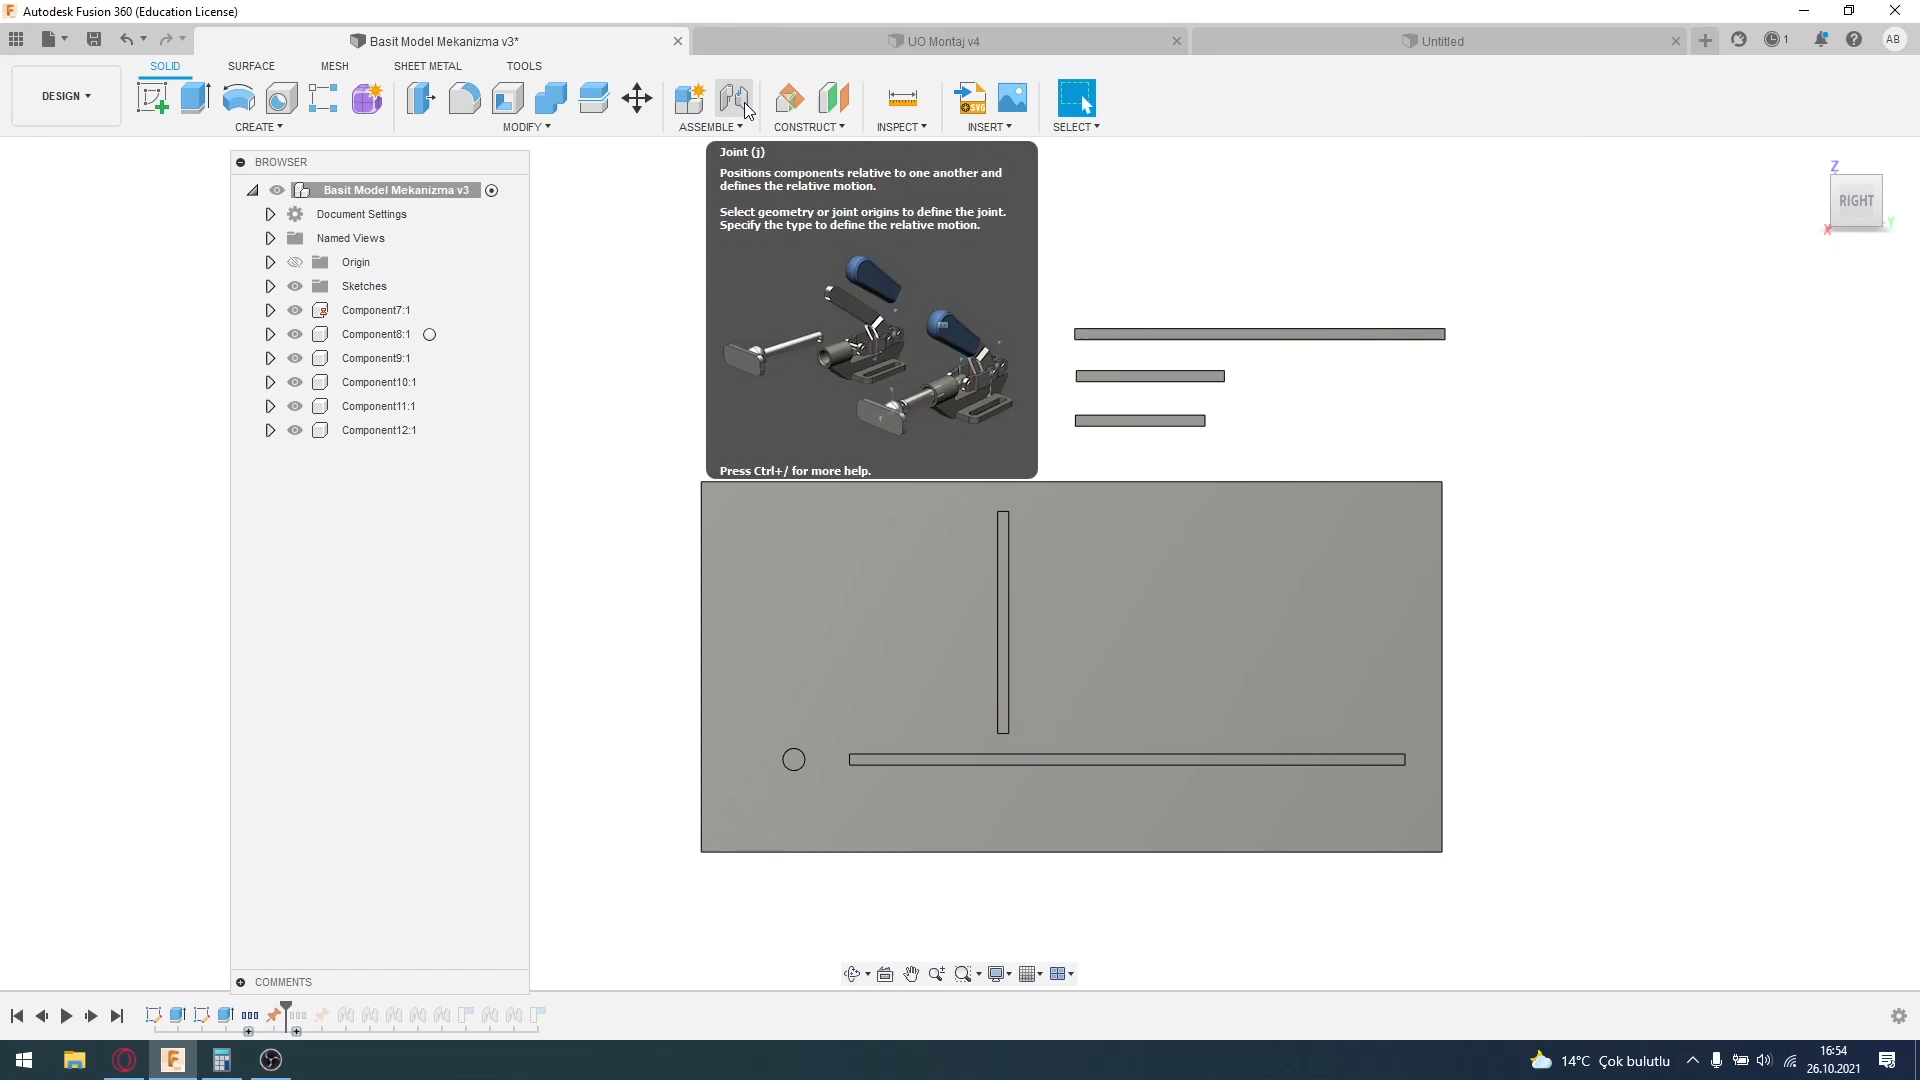 Autodesk Fusion 360 (Education License)
Basit Model Mekanizma v3*
UO Montaj v4
Untitled
1
AB
DESIGN
SOLID
SURFACE
MESH
SHEET METAL
TOOLS
CREATE
MODIFY
ASSEMBLE
CONSTRUCT
INSPECT
INSERT
SELECT
SVG
BROWSER
Basit Model Mekanizma v3
Document Settings
Named Views
Origin
Sketches
Component7:1
Component8:1
Component9:1
Component10:1
Component11:1
Component12:1
Joint (j)
Positions components relative to one another and
defines the relative motion.
Select geometry or joint origins to define the joint.
Specify the type to define the relative motion.
Press Ctrl+/ for more help.
Z
RIGHT
X
Y
COMMENTS
14°C Çok bulutlu
16:54
26.10.2021